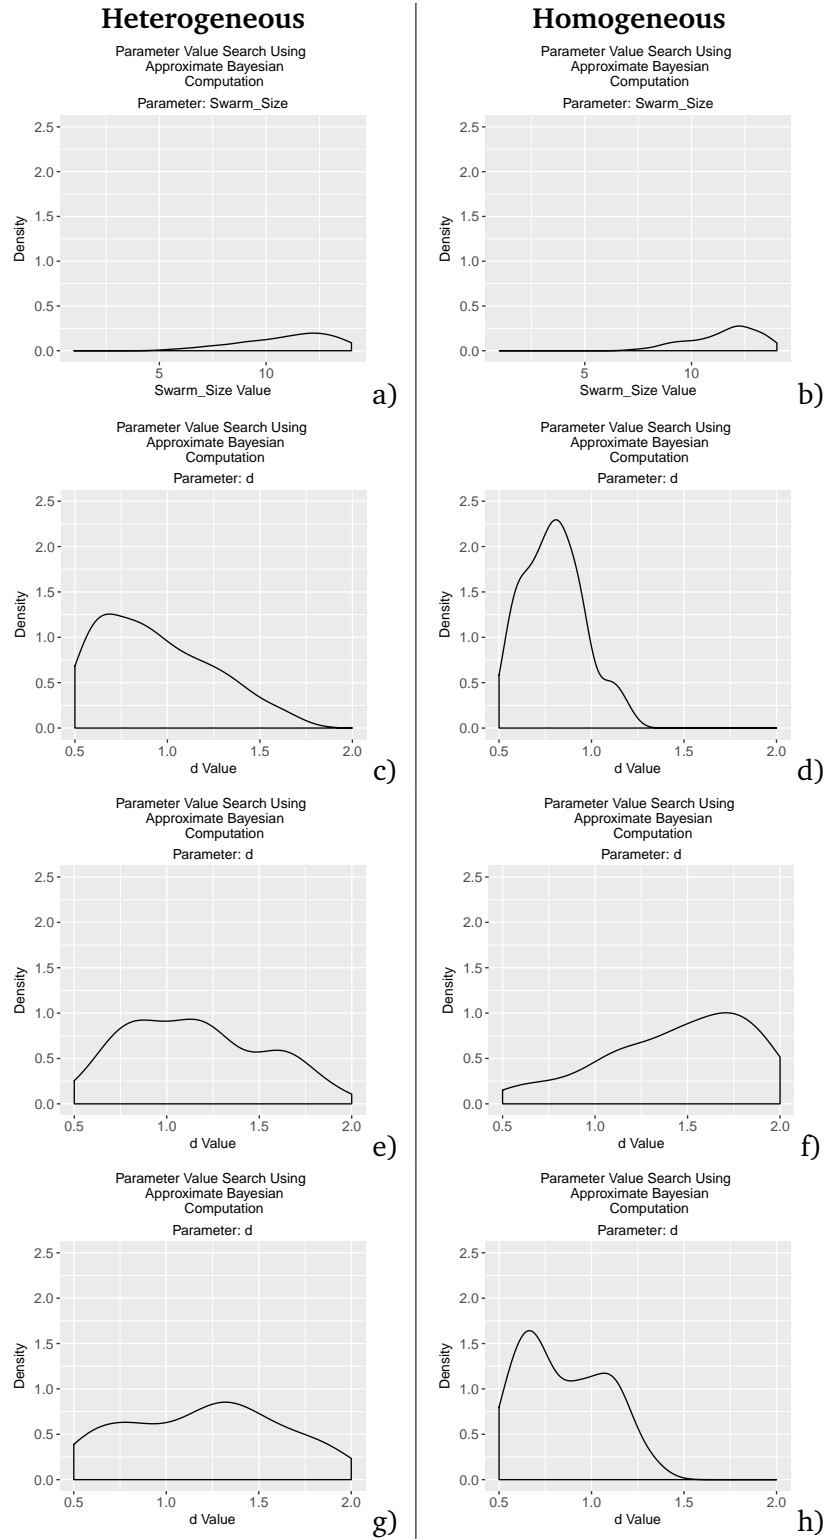 Heterogeneous
Homogeneous
Parameter Value Search Using
Approximate Bayesian
Computation
Parameter: Swarm_Size
2.5
2.0
1.5
1.0
0.5
0.0
Density
5
10
Swarm_Size Value
a)
Parameter Value Search Using
Approximate Bayesian
Computation
Parameter: Swarm_Size
2.5
2.0
1.5
1.0
0.5
0.0
Density
5
10
Swarm_Size Value
b)
Parameter Value Search Using
Approximate Bayesian
Computation
Parameter: d
2.5
2.0
1.5
1.0
0.5
0.0
Density
0.5
1.0
1.5
2.0
d Value
c)
Parameter Value Search Using
Approximate Bayesian
Computation
Parameter: d
2.5
2.0
1.5
1.0
0.5
0.0
Density
0.5
1.0
1.5
2.0
d Value
d)
Parameter Value Search Using
Approximate Bayesian
Computation
Parameter: d
2.5
2.0
1.5
1.0
0.5
0.0
Density
0.5
1.0
1.5
2.0
d Value
e)
Parameter Value Search Using
Approximate Bayesian
Computation
Parameter: d
2.5
2.0
1.5
1.0
0.5
0.0
Density
0.5
1.0
1.5
2.0
d Value
f)
Parameter Value Search Using
Approximate Bayesian
Computation
Parameter: d
2.5
2.0
1.5
1.0
0.5
0.0
Density
0.5
1.0
1.5
2.0
d Value
g)
Parameter Value Search Using
Approximate Bayesian
Computation
Parameter: d
2.5
2.0
1.5
1.0
0.5
0.0
Density
0.5
1.0
1.5
2.0
d Value
h)